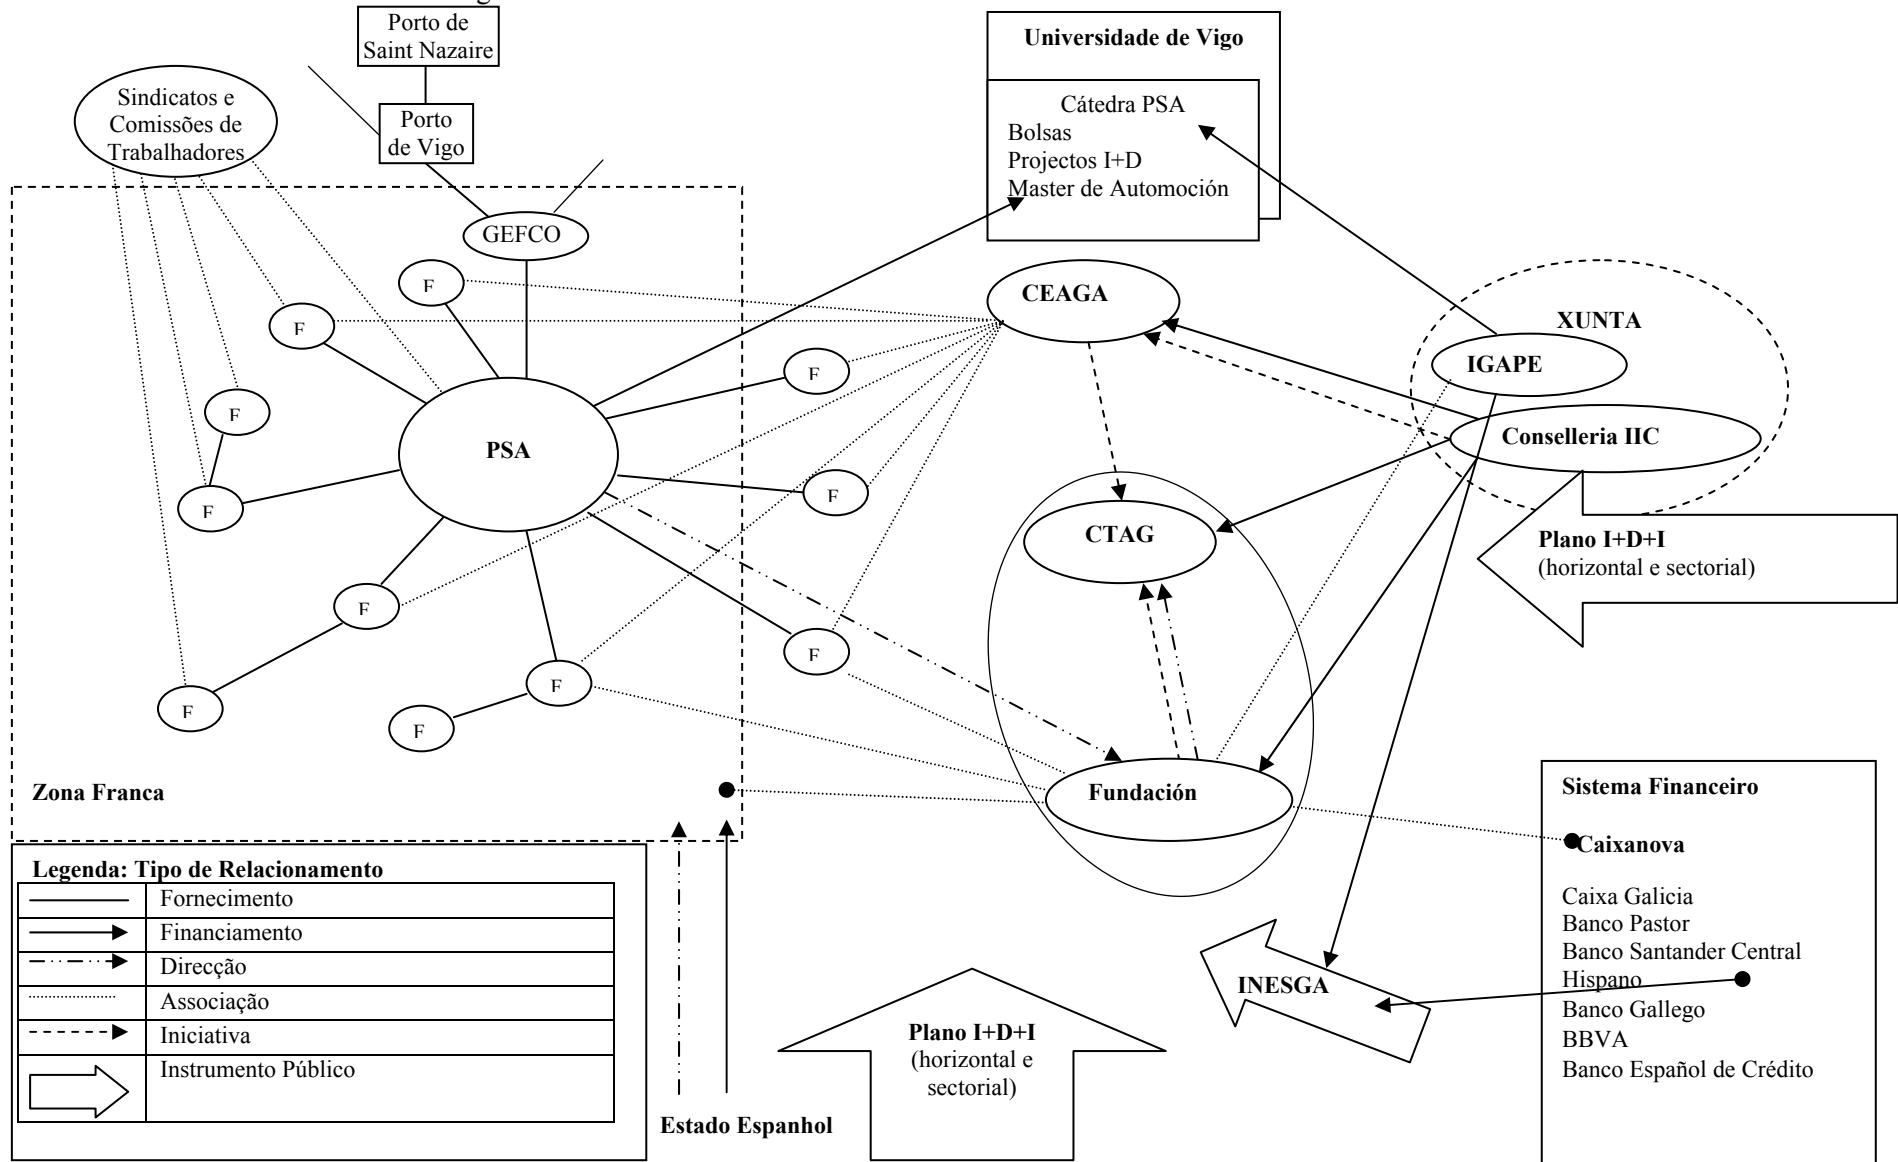 Porto de
Saint Nazaire
Porto
de Vigo
Sindicatos e
Comissões de
Trabalhadores
GEFCO
F
F
F
F
F
F
F
F
F
F
F
F
PSA
Zona Franca
Universidade de Vigo
Cátedra PSA
Bolsas
Projectos I+D
Master de Automoción
CEAGA
XUNTA
IGAPE
Conselleria IIC
CTAG
Plano I+D+I
(horizontal e sectorial)
Fundación
Sistema Financeiro
Caixanova
Caixa Galicia
Banco Pastor
Banco Santander Central
Hispano
Banco Gallego
BBVA
Banco Español de Crédito
INESGA
Plano I+D+I
(horizontal e
sectorial)
Estado Espanhol
Legenda: Tipo de Relacionamento
Fornecimento
Financiamento
Direcção
Associação
Iniciativa
Instrumento Público